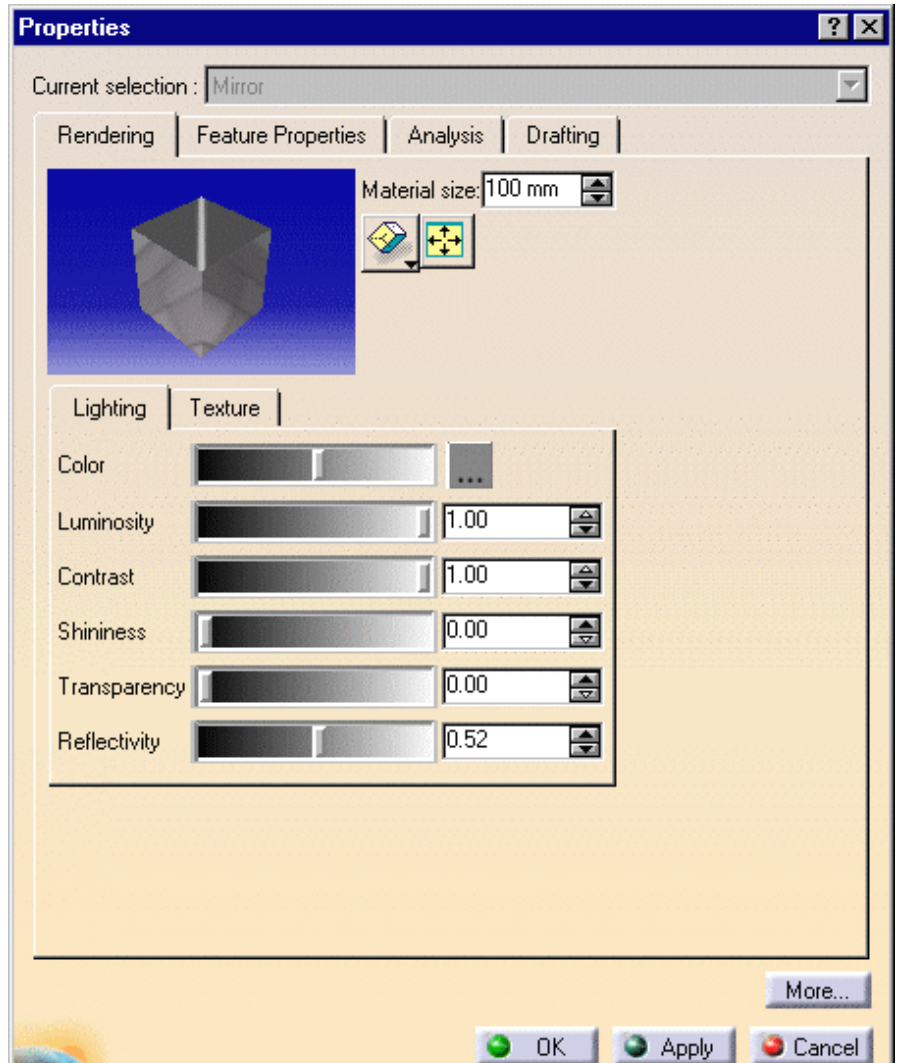 Properties
Current selection : Mirror
Rendering Feature Properties Analysis Drafting
Material size: 100 mm
Lighting Texture
Color ...
Luminosity 1.00
Contrast 1.00
Shininess 0.00
Transparency 0.00
Reflectivity 0.52
More...
OK Apply Cancel